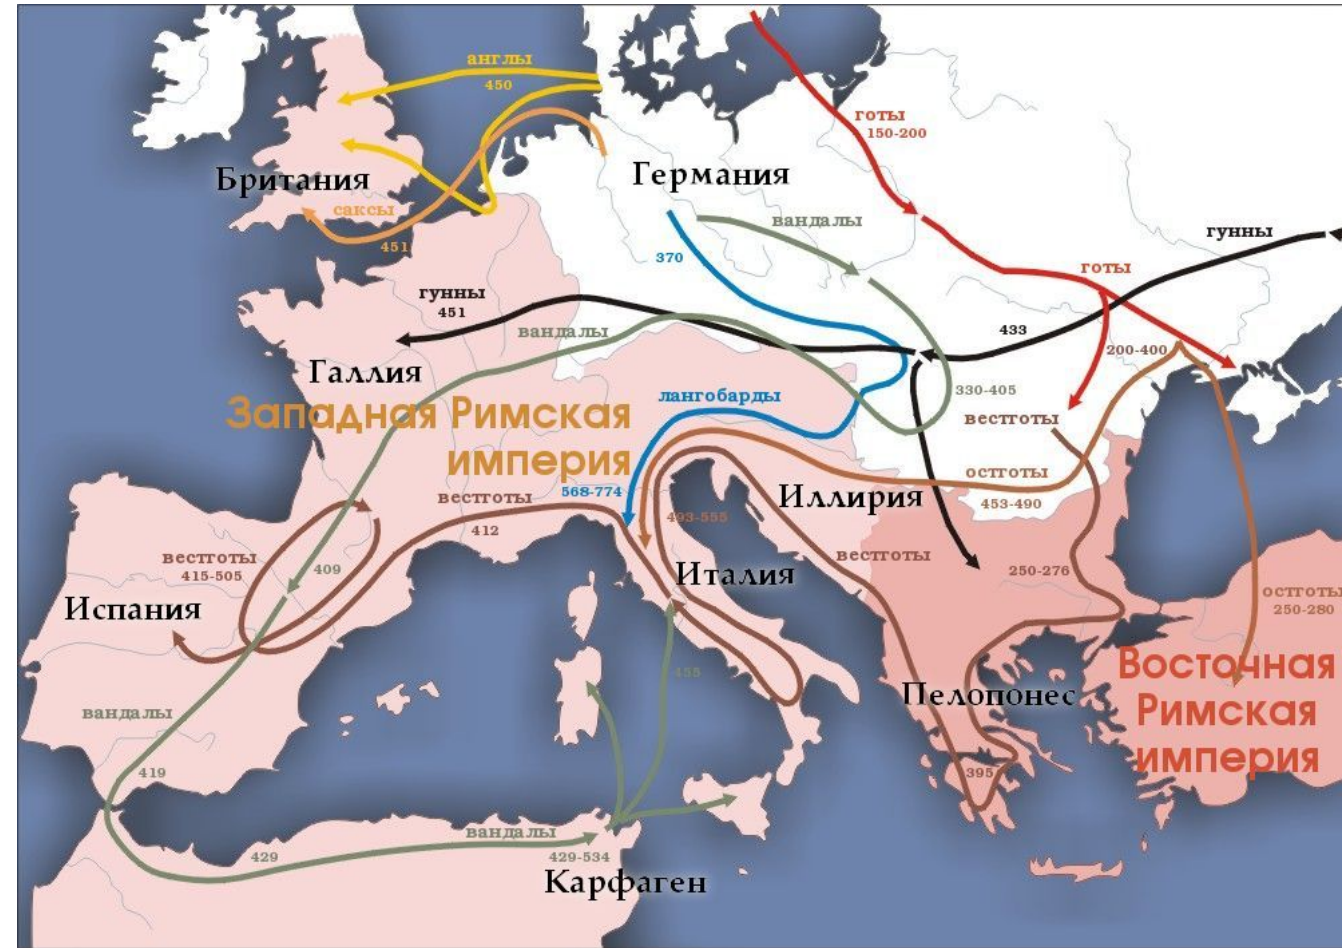 англы
450
готы
150-200
Британия
Германия
саксы
451
вандалы
370
гунны
готы
гунны
451
433
вандалы
200-400
Галлия
330-405
лангобарды
вестготы
Западная Римская
империя
остготы
453-490
568-774
вестготы
412
Иллирия
493-555
вестготы
415-505
409
вестготы
250-276
Италия
Испания
остготы
250-280
455
Восточная
Римская
империя
Пелопонес
вандалы
419
395
вандалы
429
429-534
Карфаген